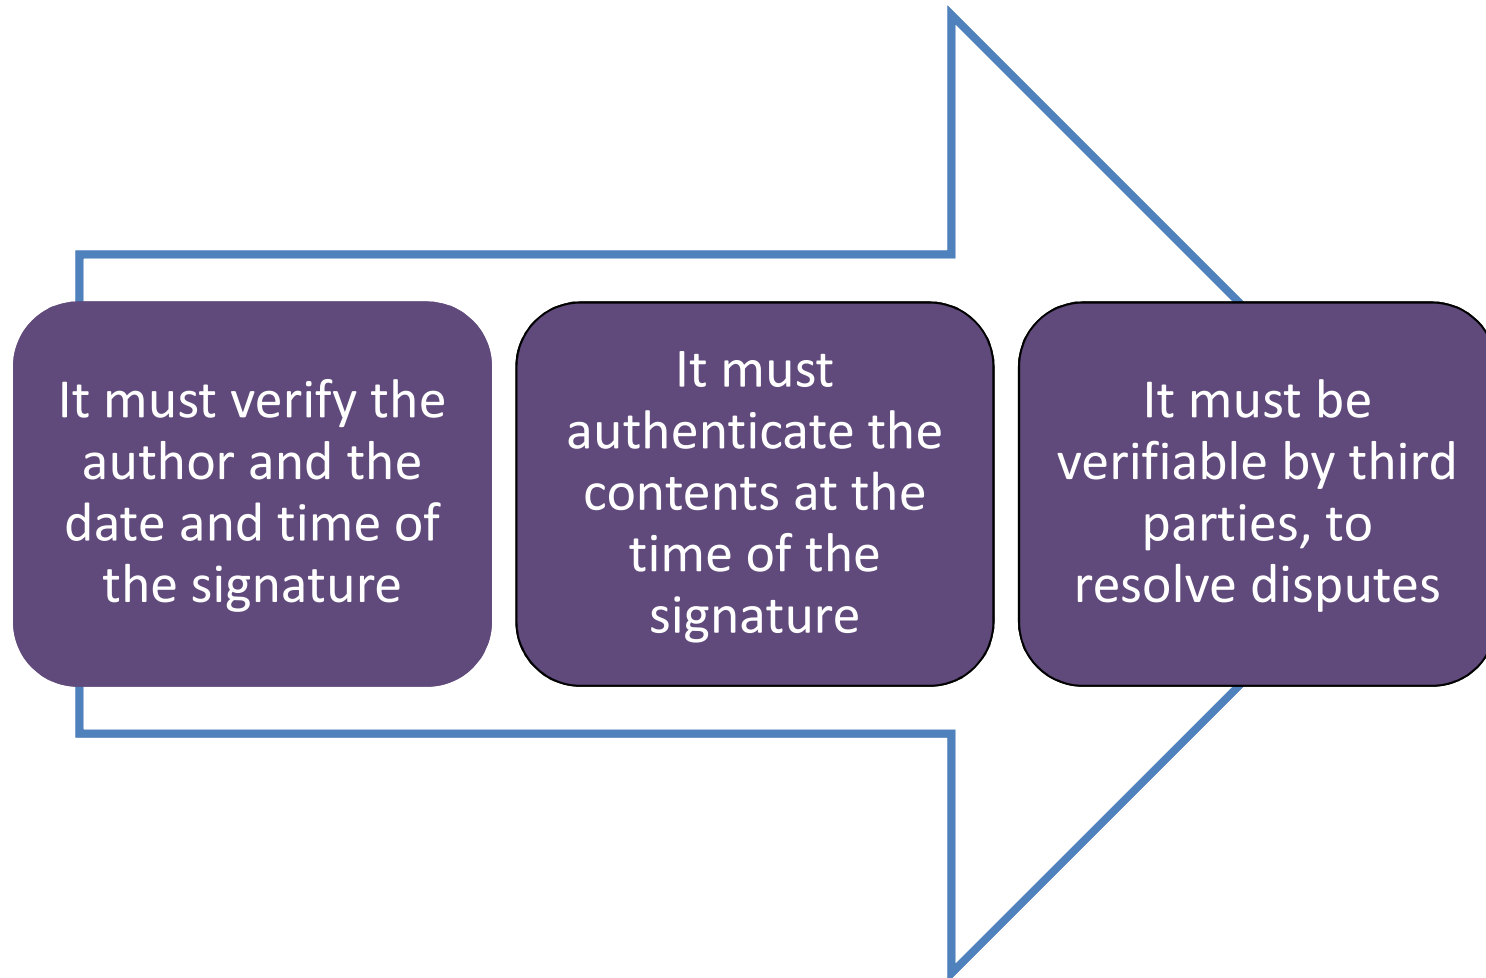 It must verify the
author and the
date and time of
the signature
It must
authenticate the
contents at the
time of the
signature
It must be
verifiable by third
parties, to
resolve disputes